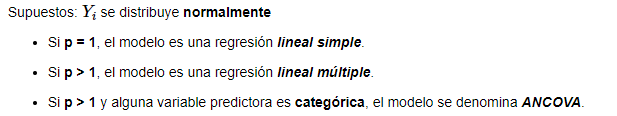 Supuestos: Yi se distribuye normalmente
• Si p = 1, el modelo es una regresión lineal simple.
• Si p > 1, el modelo es una regresión lineal múltiple.
• Si p > 1 y alguna variable predictora es categórica, el modelo se denomina ANCOVA.